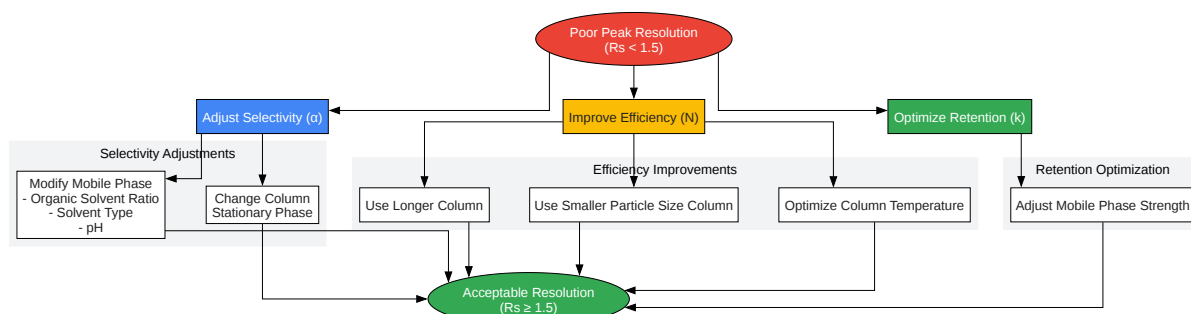 Poor Peak Resolution
(Rs < 1.5)
Adjust Selectivity (α)
Improve Efficiency (N)
Optimize Retention (k)
Selectivity Adjustments
Efficiency Improvements
Retention Optimization
Modify Mobile Phase
- Organic Solvent Ratio
- Solvent Type
- pH
Change Column
Stationary Phase
Use Longer Column
Use Smaller Particle Size Column
Optimize Column Temperature
Adjust Mobile Phase Strength
Acceptable Resolution
(Rs ≥ 1.5)